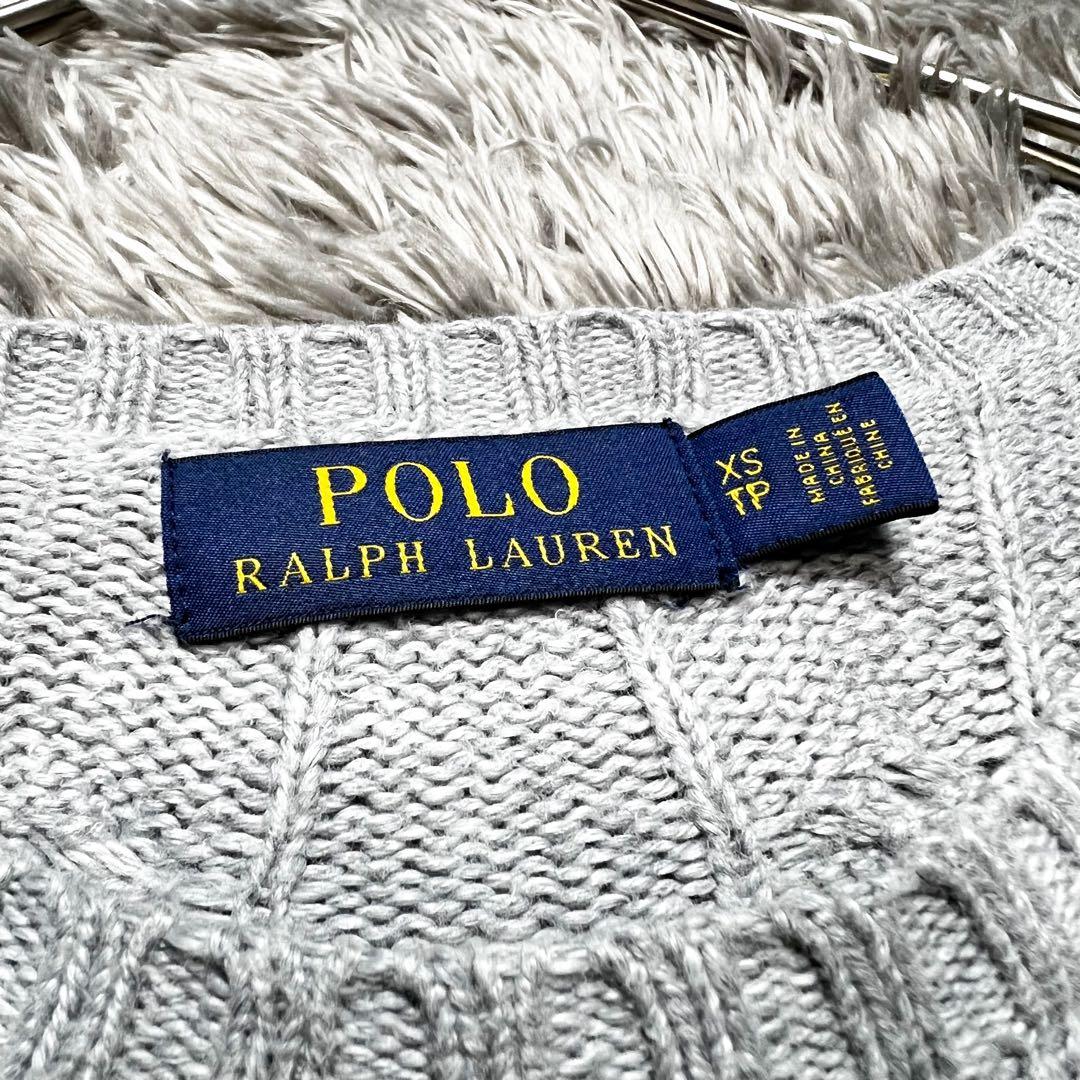 POLO
RALPH LAUREN
XS
TP
MADE IN
CHINA
FABRIQUÉ EN
CHINE